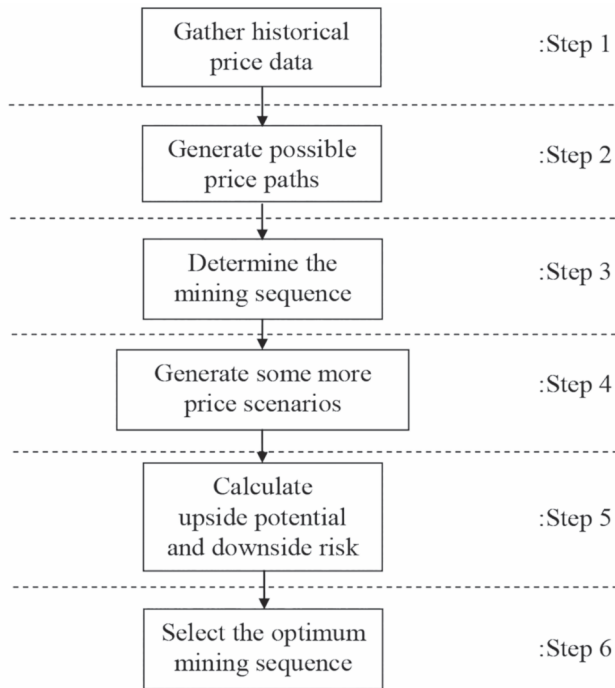 Gather historical
price data
:Step 1
Generate possible
price paths
:Step 2
Determine the
mining sequence
:Step 3
Generate some more
price scenarios
:Step 4
Calculate
upside potential
and downside risk
:Step 5
Select the optimum
mining sequence
:Step 6